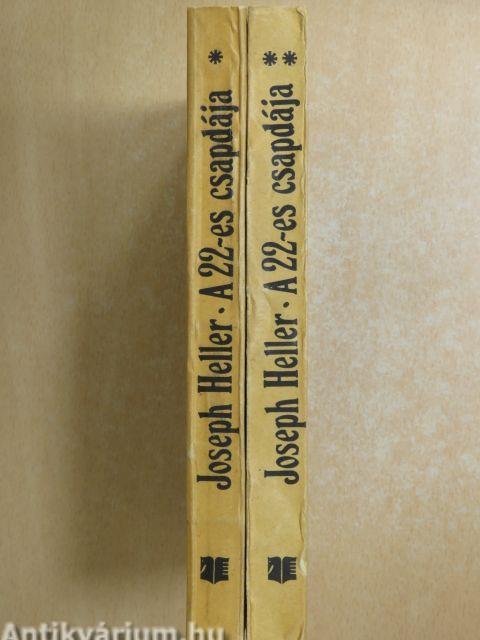 Joseph Heller · A 22-es csapdája *
Joseph Heller · A 22-es csapdája **
Antikvárium.hu